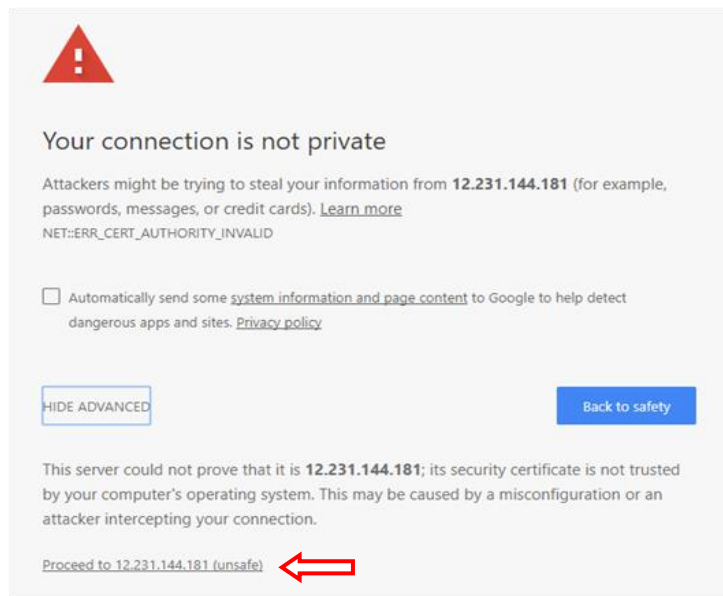 Your connection is not private
Attackers might be trying to steal your information from 12.231.144.181 (for example,
passwords, messages, or credit cards). Learn more
NET::ERR_CERT_AUTHORITY_INVALID
Automatically send some system information and page content to Google to help detect
dangerous apps and sites. Privacy policy
HIDE ADVANCED
Back to safety
This server could not prove that it is 12.231.144.181; its security certificate is not trusted
by your computer's operating system. This may be caused by a misconfiguration or an
attacker intercepting your connection.
Proceed to 12.231.144.181 (unsafe)